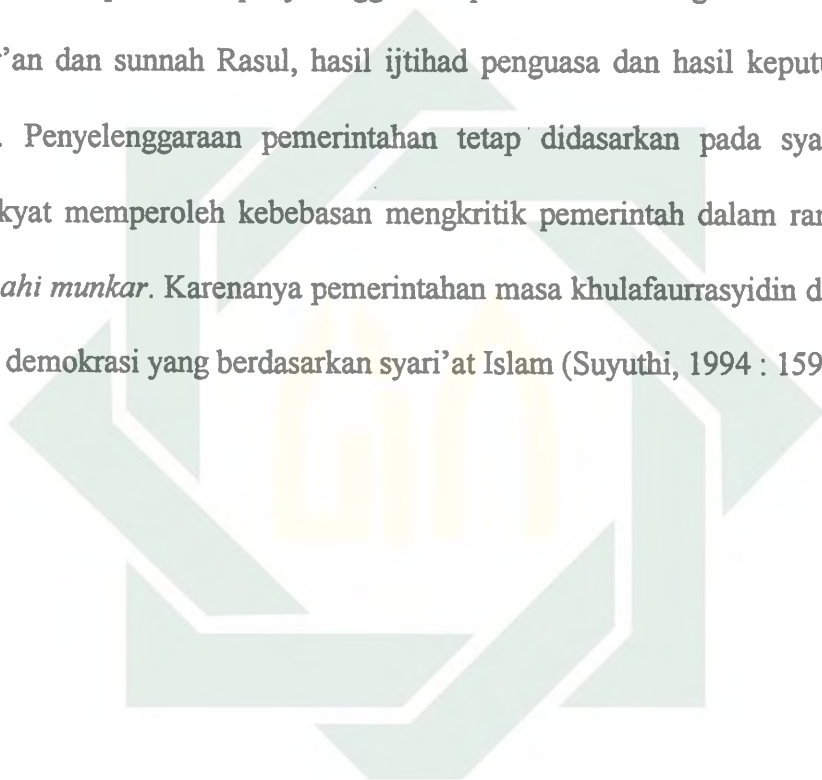 'an dan sunnah Rasul, hasil ijtihad penguasa dan hasil keput
. Penyelenggaraan pemerintahan tetap didasarkan pada sya
kyat memperoleh kebebasan mengkritik pemerintah dalam ran
ahi munkar. Karenanya pemerintahan masa khulafaurrasyidin d
demokrasi yang berdasarkan syari'at Islam (Suyuthi, 1994 : 159